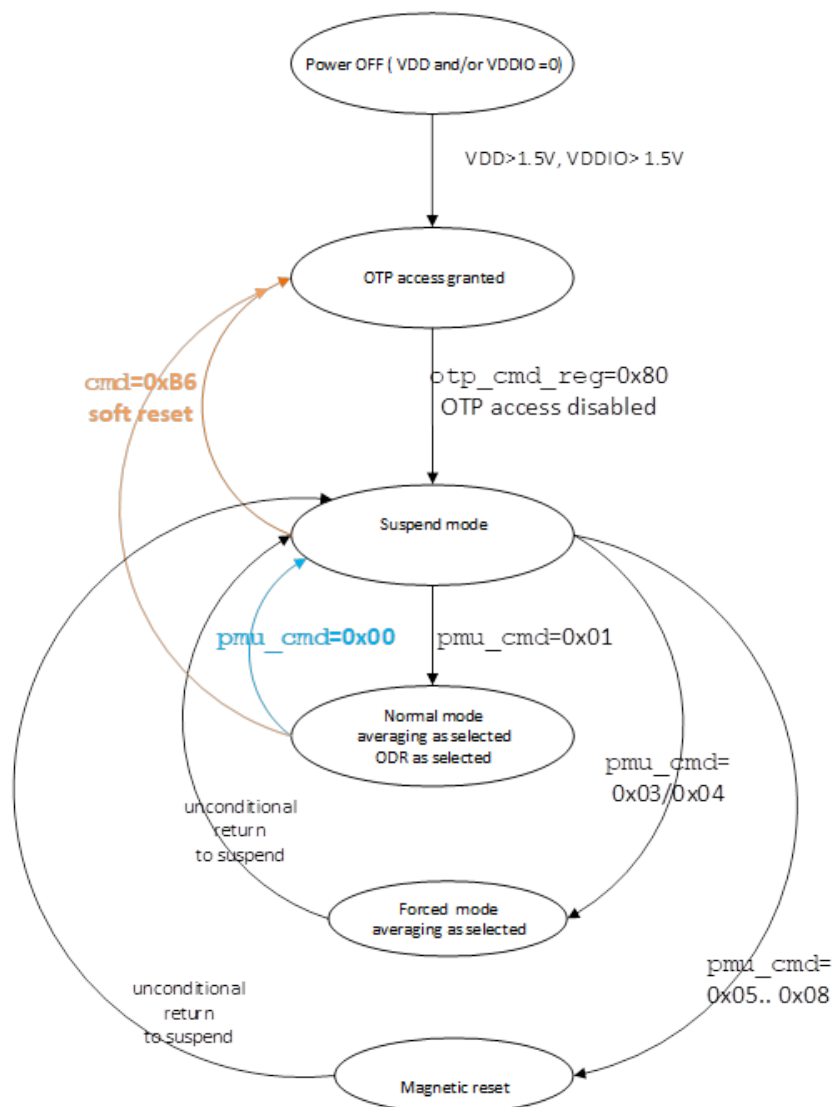 Power OFF ( VDD and/or VDDIO =0)
VDD>1.5V, VDDIO> 1.5V
OTP access granted
cmd=0xB6
soft reset
otp_cmd_reg=0x80
OTP access disabled
Suspend mode
pmu_cmd=0x00
pmu_cmd=0x01
Normal mode
averaging as selected
ODR as selected
pmu_cmd=
0x03/0x04
unconditional
return
to suspend
Forced mode
averaging as selected
pmu_cmd=
0x05.. 0x08
unconditional
return
to suspend
Magnetic reset